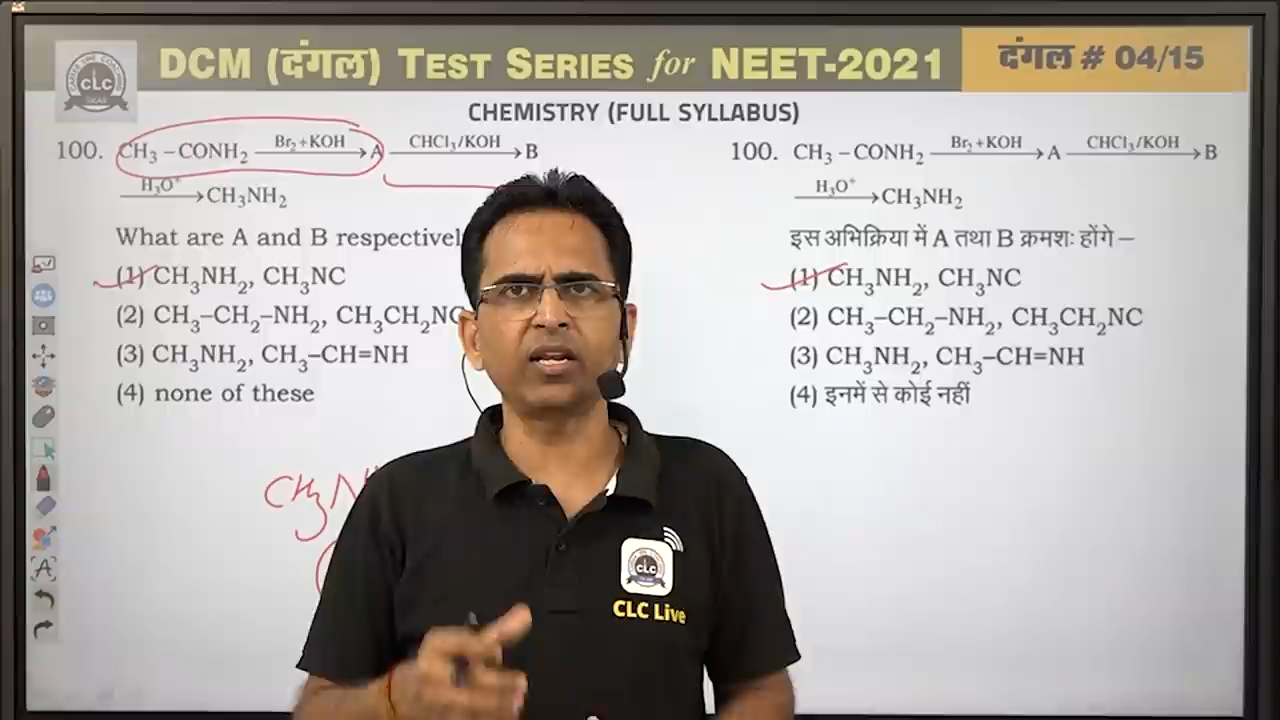 DCM (दंगल) TEST SERIES for NEET-2021
दंगल # 04/15
CLC
CHEMISTRY (FULL SYLLABUS)
100. CH₃ – CONH₂ Br₂+KOH → A CHCl₃/KOH → B
H₃O⁺ → CH₃NH₂
What are A and B
(1) CH₃NH₂, CH₃NC
(2) CH₃–CH₂–NH₂, CH₃CH₂NC
(3) CH₃NH₂, CH₃–CH=NH
(4) none of these
CH₃N
100. CH₃ – CONH₂ Br₂+KOH → A CHCl₃/KOH → B
H₃O⁺ → CH₃NH₂
इस अभिक्रिया में A तथा B क्रमशः होंगे –
(1) CH₃NH₂, CH₃NC
(2) CH₃–CH₂–NH₂, CH₃CH₂NC
(3) CH₃NH₂, CH₃–CH=NH
(4) इनमें से कोई नहीं
CLC
CLC Live